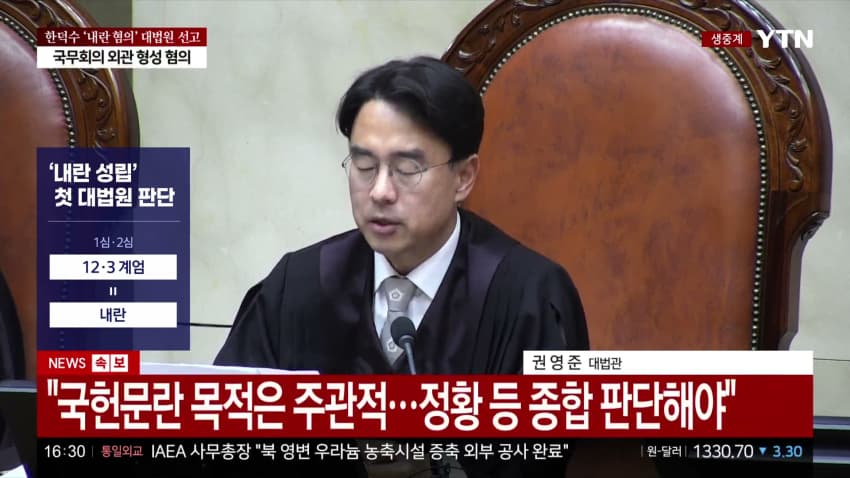 한덕수 '내란 혐의' 대법원 선고
국무회의 외관 형성 혐의
생중계 YTN
'내란 성립'
첫 대법원 판단
1심·2심
12·3 계엄
=
내란
NEWS 속보
권영준 대법관
"국헌문란 목적은 주관적…정황 등 종합 판단해야"
16:30 통일외교 IAEA 사무총장 "북 영변 우라늄 농축시설 증축 외부 공사 완료" 원-달러 1330.70 ▼ 3.30